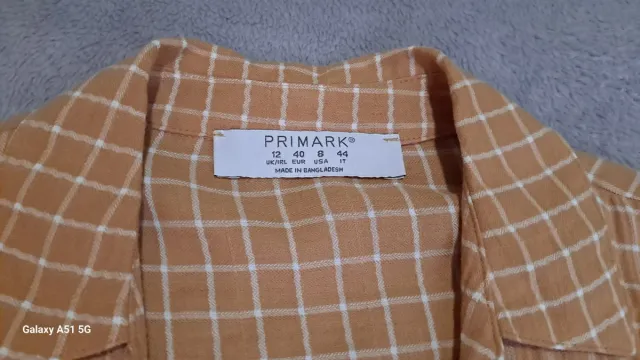 PRIMARK®
12 40 8 44
UK/IRL EUR USA IT
MADE IN BANGLADESH
Galaxy A51 5G